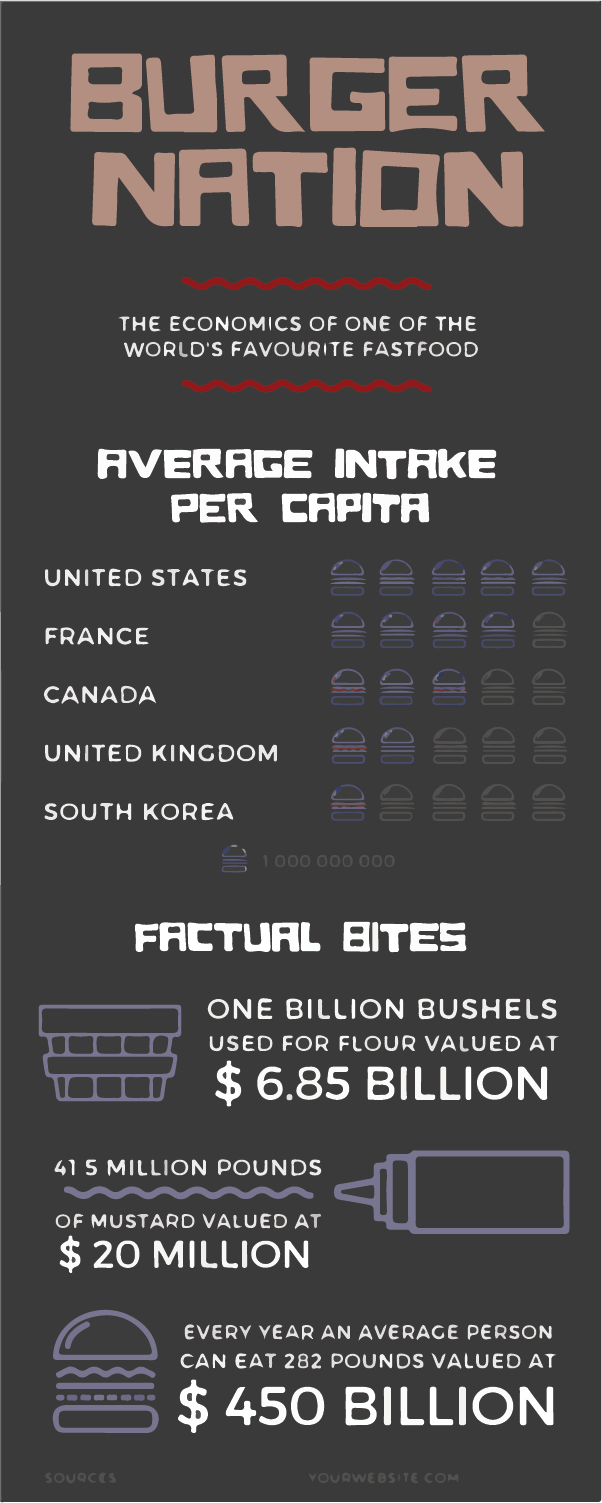 BURGER
NATION
THE ECONOMICS OF ONE OF THE
WORLD'S FAVOURITE FASTFOOD
AVERAGE INTAKE
PER CAPITA
UNITED STATES
FRANCE
CANADA
UNITED KINGDOM
SOUTH KOREA
1 000 000 000
FACTUAL BITES
ONE BILLION BUSHELS
USED FOR FLOUR VALUED AT
$ 6.85 BILLION
41 5 MILLION POUNDS
OF MUSTARD VALUED AT
$ 20 MILLION
EVERY YEAR AN AVERAGE PERSON
CAN EAT 282 POUNDS VALUED AT
$ 450 BILLION
SOURCES YOURWEBSITE COM